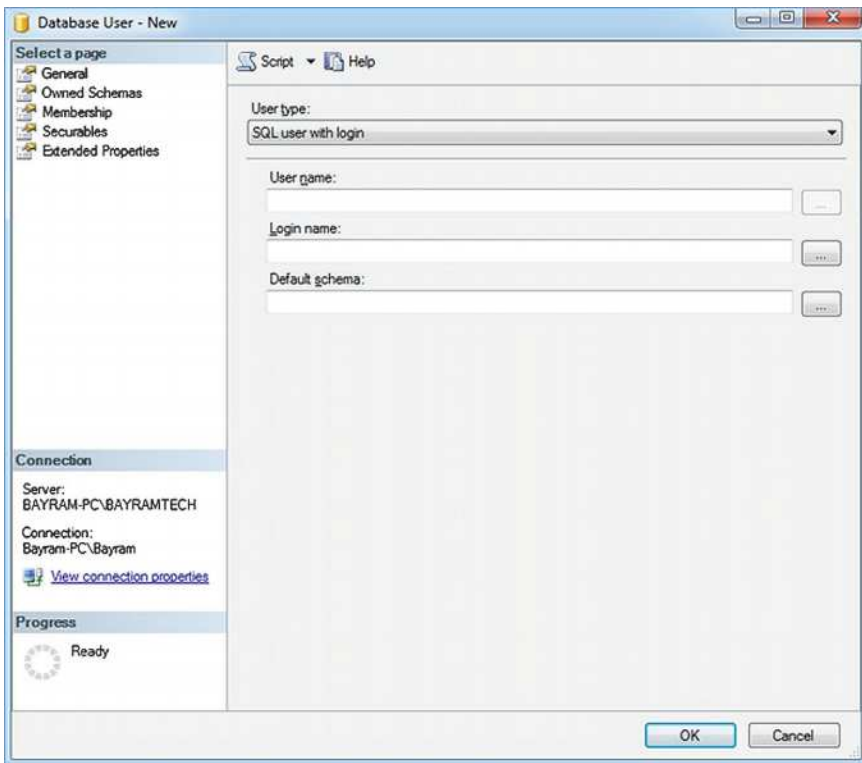 Database User - New
Select a page
General
Owned Schemas
Membership
Securables
Extended Properties
Script
Help
User type:
SQL user with login
User name:
...
Login name:
...
Default schema:
...
Connection
Server:
BAYRAM-PC\BAYRAMTECH
Connection:
Bayram-PC\Bayram
View connection properties
Progress
Ready
OK
Cancel